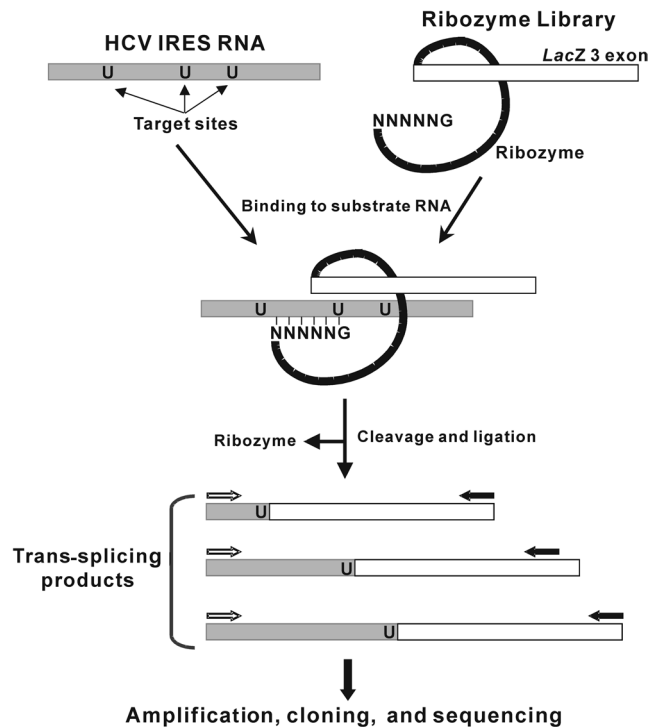 Ribozyme Library
HCV IRES RNA
LacZ 3 exon
U U U
Target sites
NNNNNG
Ribozyme
Binding to substrate RNA
U U U
NNNNNG
Ribozyme
Cleavage and ligation
U
Trans-splicing
products
U
U
Amplification, cloning, and sequencing